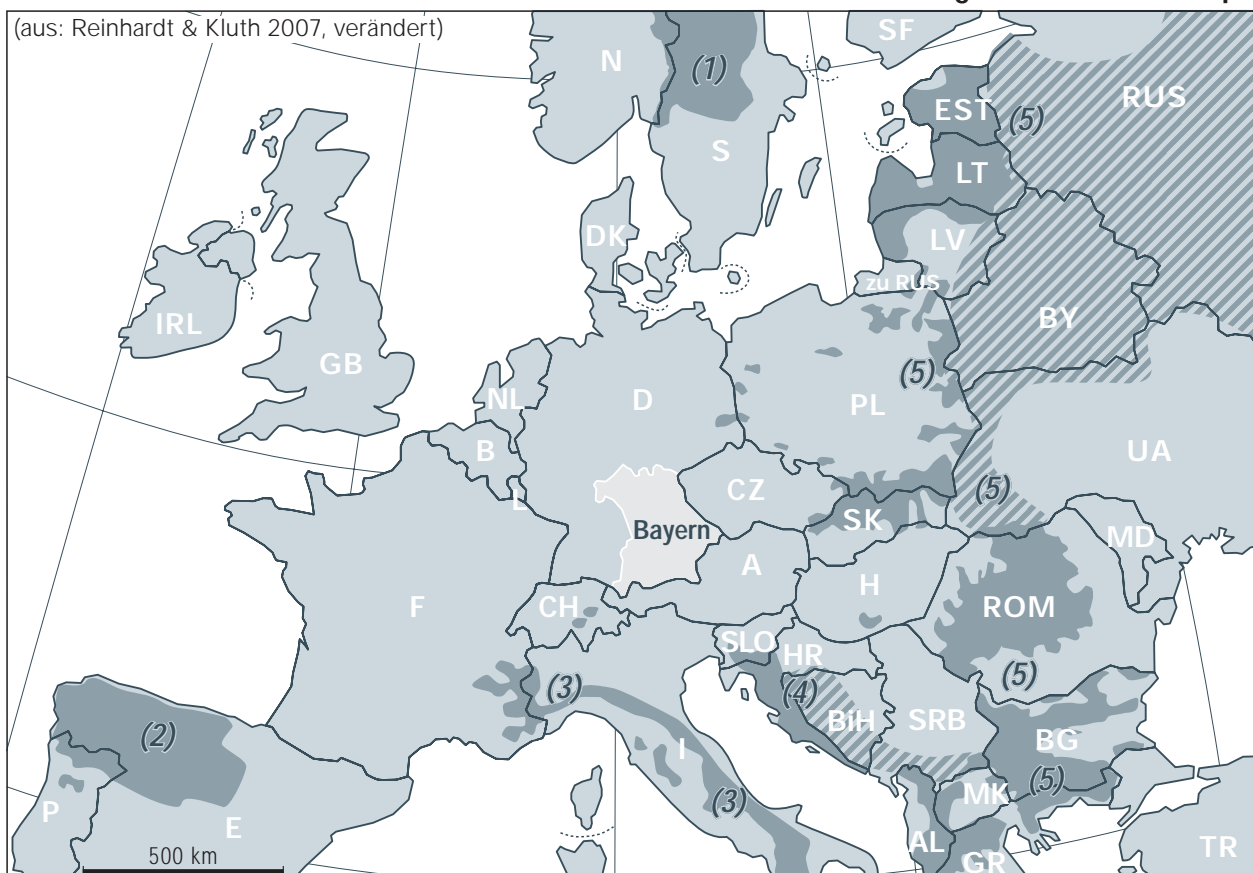 (aus: Reinhardt & Kluth 2007, verändert)
SF
N
(1)
RUS
EST
(5)
S
LT
DK
LV
zu RUS
IRL
BY
GB
(5)
NL
D
PL
B
UA
CZ
L
(5)
SK
Bayern
MD
A
H
CH
F
ROM
SLO
HR
(5)
(3)
(4)
BiH
SRB
(2)
BG
I
(5)
MK
P
(3)
E
AL
TR
500 km
GR